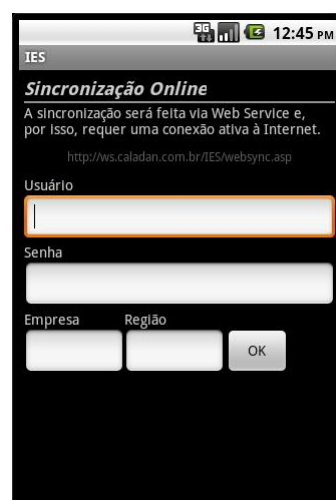 3G 12:45 PM
IES
Sincronização Online
A sincronização será feita via Web Service e,
por isso, requer uma conexão ativa à Internet.
http://ws.caladan.com.br/IES/websync.asp
Usuário
Senha
Empresa Região
OK